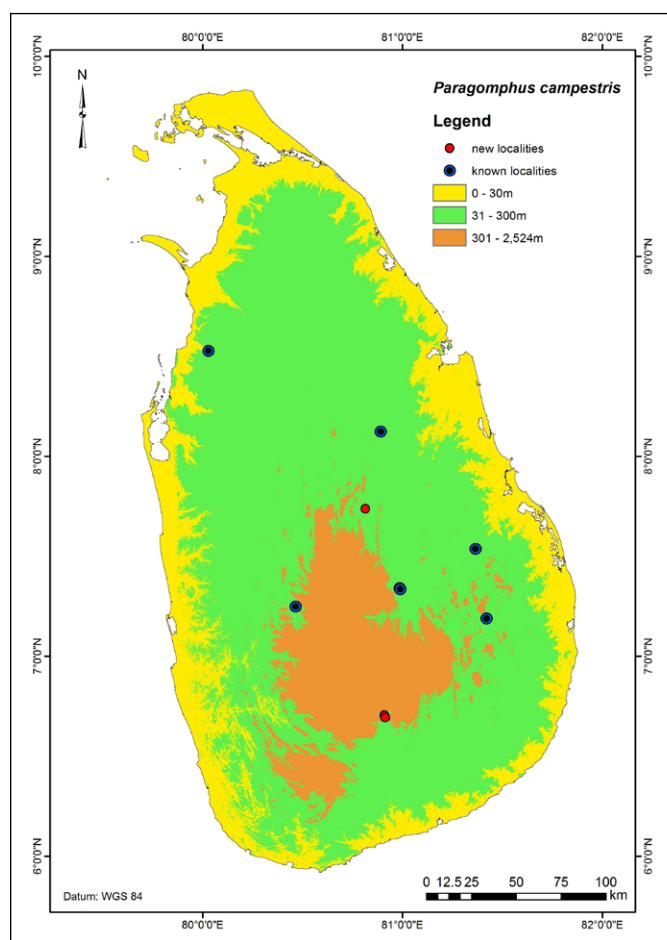 80°0'0"E 81°0'0"E 82°0'0"E
10°0'0"N 10°0'0"N
N
Paragomphus campestris
Legend
new localities
known localities
0 - 30m
31 - 300m
301 - 2,524m
9°0'0"N 9°0'0"N
8°0'0"N 8°0'0"N
7°0'0"N 7°0'0"N
6°0'0"N 6°0'0"N
Datum: WGS 84
0 12.5 25 50 75 100
km
80°0'0"E 81°0'0"E 82°0'0"E